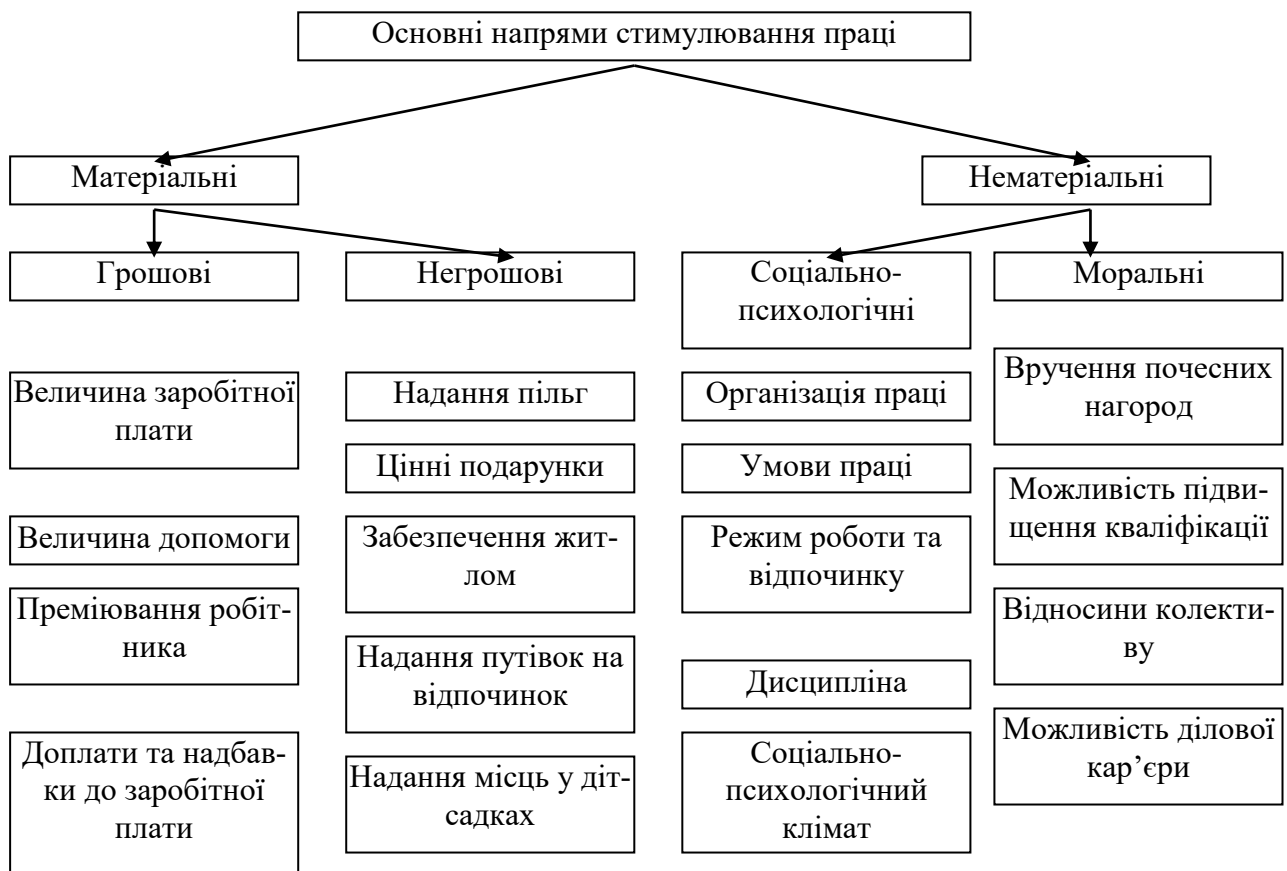 Основні напрями стимулювання праці
Матеріальні
Нематеріальні
Грошові
Негрошові
Соціально-
психологічні
Моральні
Величина заробітної
плати
Величина допомоги
Преміювання робіт-
ника
Доплати та надбав-
ки до заробітної
плати
Надання пільг
Цінні подарунки
Забезпечення жит-
лом
Надання путівок на
відпочинок
Надання місць у діт-
садках
Організація праці
Умови праці
Режим роботи та
відпочинку
Дисципліна
Соціально-
психологічний
клімат
Вручення почесних
нагород
Можливість підви-
щення кваліфікації
Відносини колекти-
ву
Можливість ділової
кар’єри